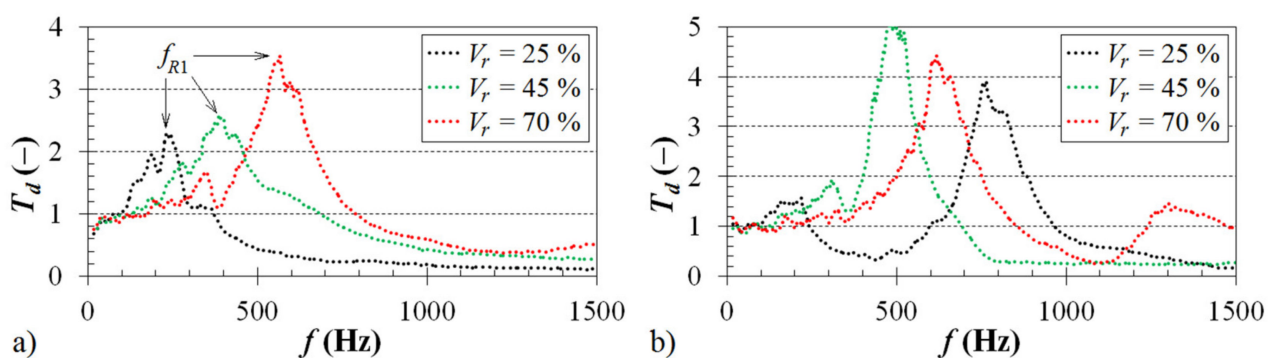 4
3
2
1
0
T_d (–)
f_R1
V_r = 25 %
V_r = 45 %
V_r = 70 %
0
500
1000
1500
f (Hz)
a)
5
4
3
2
1
0
T_d (–)
V_r = 25 %
V_r = 45 %
V_r = 70 %
0
500
1000
1500
f (Hz)
b)